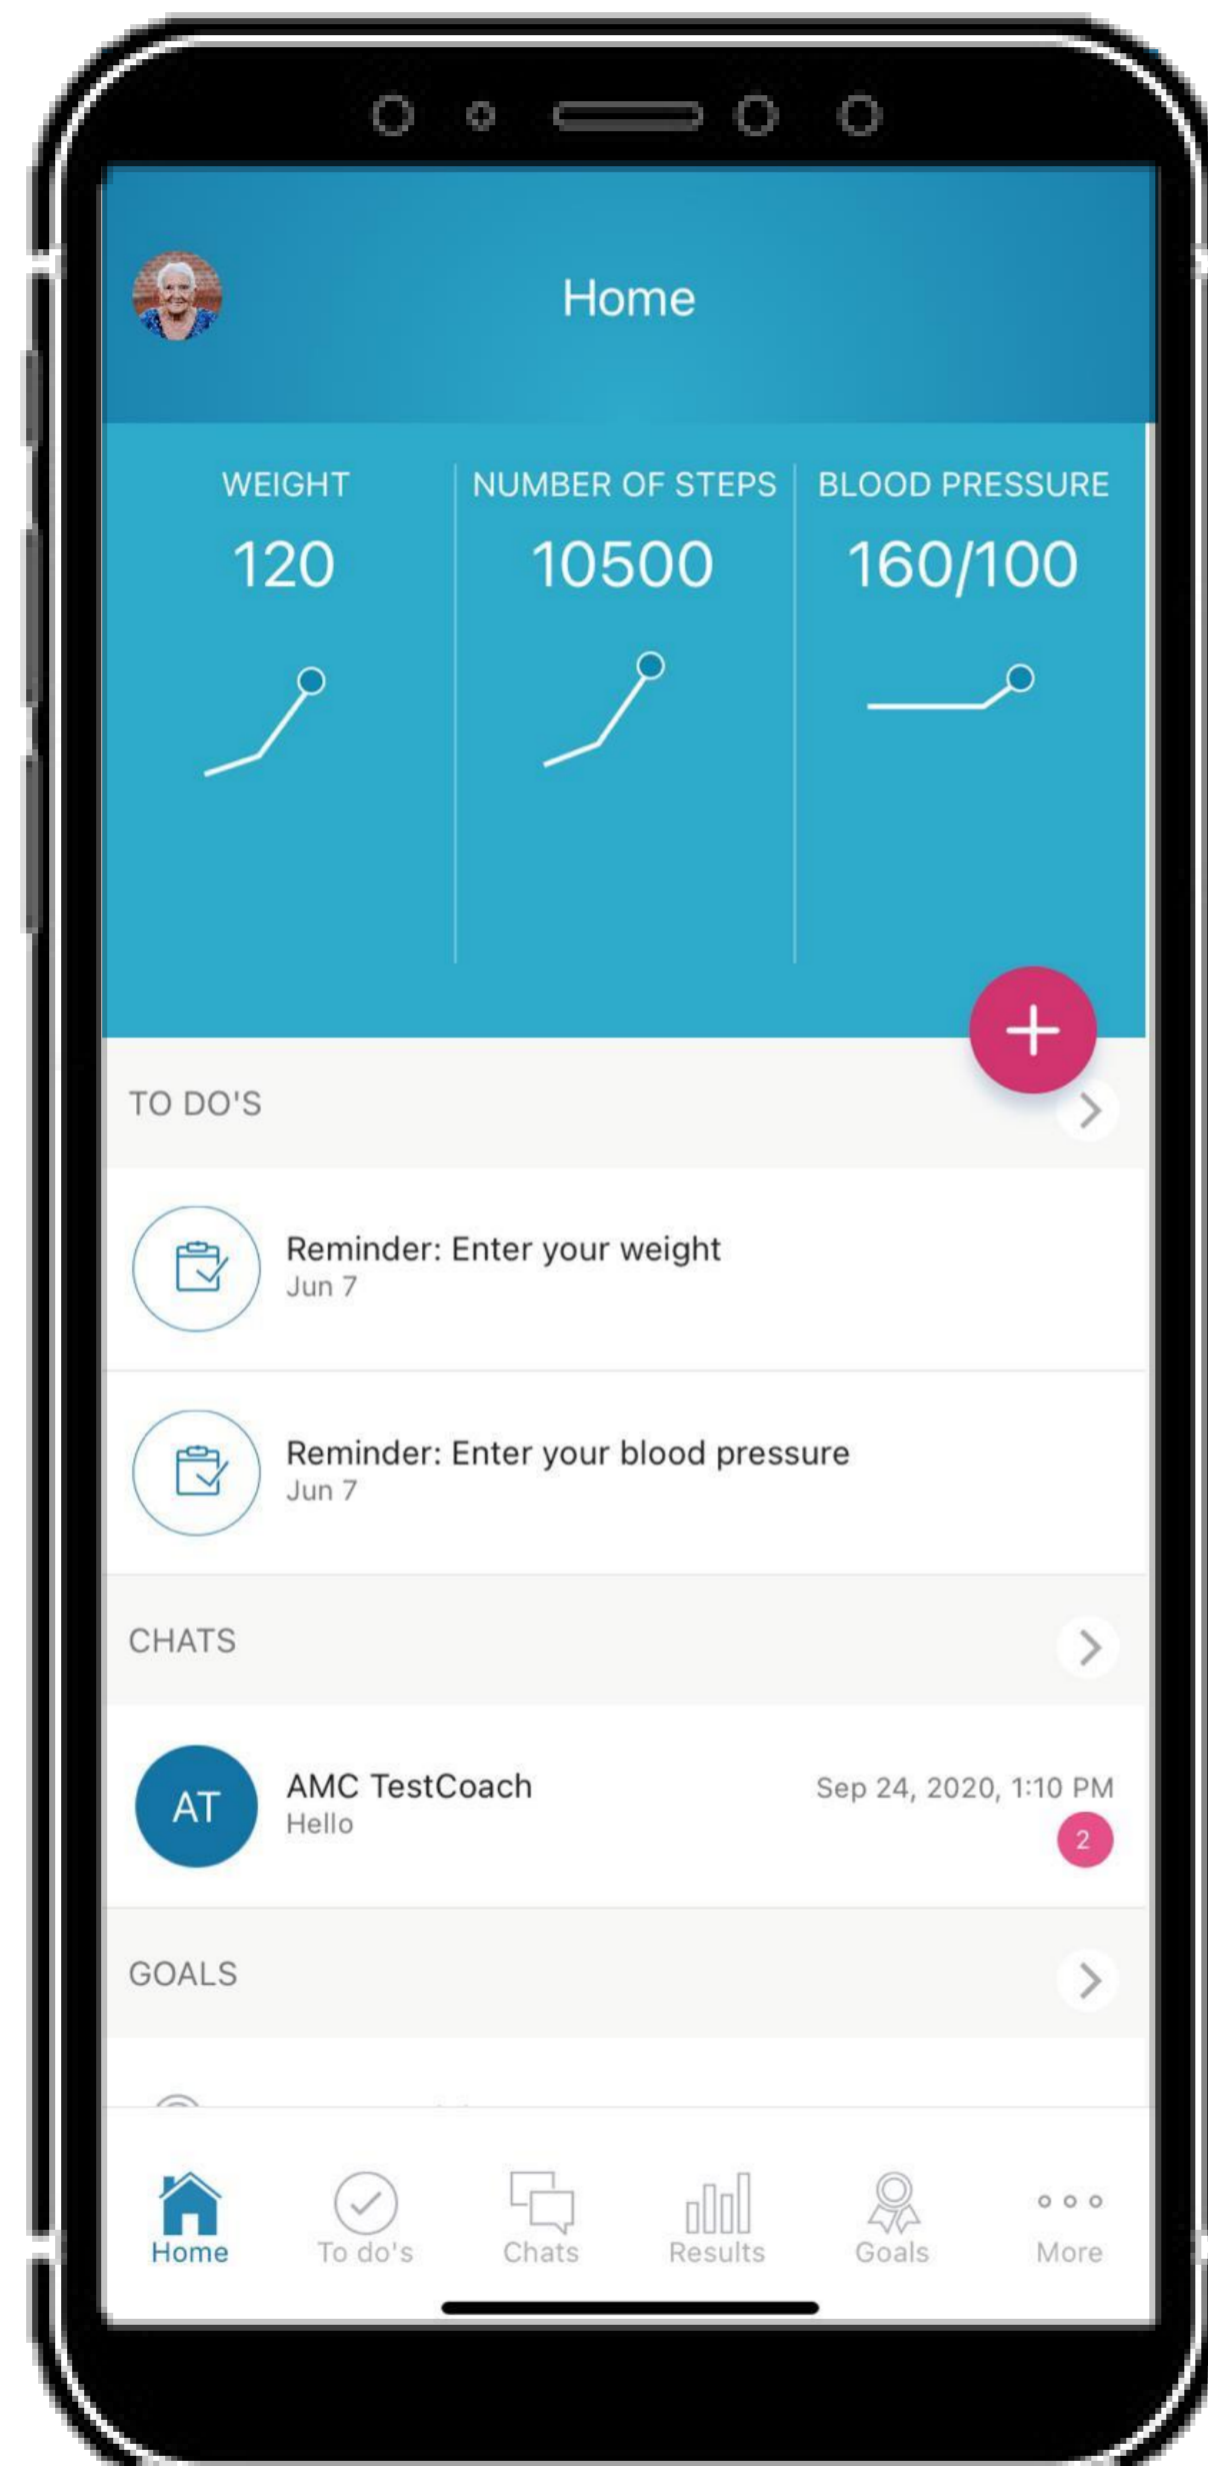 Home
WEIGHT
120
NUMBER OF STEPS
10500
BLOOD PRESSURE
160/100
TO DO'S
Reminder: Enter your weight
Jun 7
Reminder: Enter your blood pressure
Jun 7
CHATS
AT
AMC TestCoach
Hello
Sep 24, 2020, 1:10 PM
2
GOALS
Home
To do's
Chats
Results
Goals
More